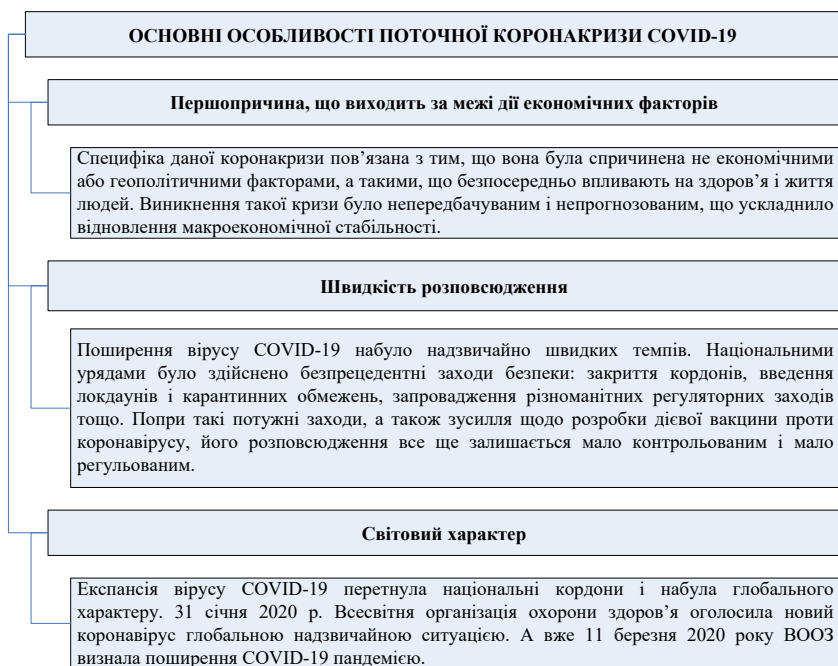 ОСНОВНІ ОСОБЛИВОСТІ ПОТОЧНОЇ КОРОНАКРИЗИ COVID-19
Першопричина, що виходить за межі дії економічних факторів
Специфіка даної коронакризи пов’язана з тим, що вона була спричинена не економічними
або геополітичними факторами, а такими, що безпосередньо впливають на здоров’я і життя
людей. Виникнення такої кризи було непередбачуваним і непрогнозованим, що ускладнило
відновлення макроекономічної стабільності.
Швидкість розповсюдження
Поширення вірусу COVID-19 набуло надзвичайно швидких темпів. Національними
урядами було здійснено безпрецедентні заходи безпеки: закриття кордонів, введення
локдаунів і карантинних обмежень, запровадження різноманітних регуляторних заходів
тощо. Попри такі потужні заходи, а також зусилля щодо розробки дієвої вакцини проти
коронавірусу, його розповсюдження все ще залишається мало контрольованим і мало
регульованим.
Світовий характер
Експансія вірусу COVID-19 перетнула національні кордони і набула глобального
характеру. 31 січня 2020 р. Всесвітня організація охорони здоров’я оголосила новий
коронавірус глобальною надзвичайною ситуацією. А вже 11 березня 2020 року ВООЗ
визнала поширення COVID-19 пандемією.